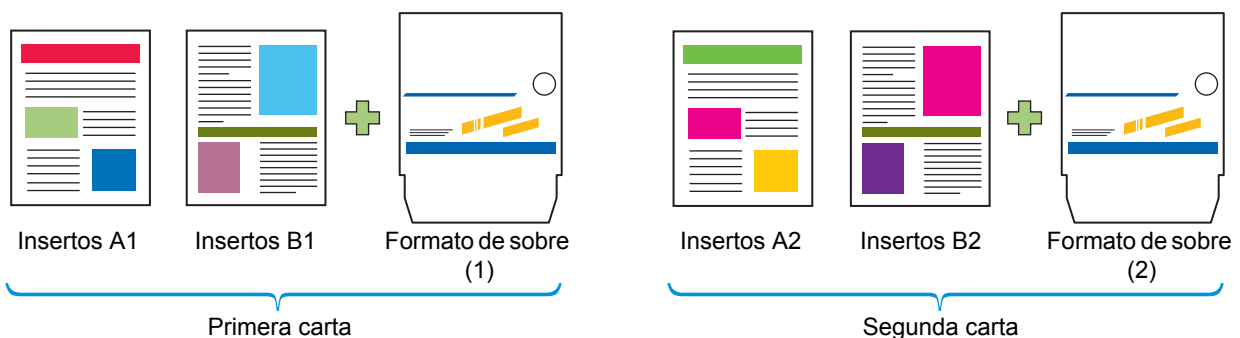 Insertos A1
Insertos B1
Formato de sobre
(1)
Primera carta
Insertos A2
Insertos B2
Formato de sobre
(2)
Segunda carta